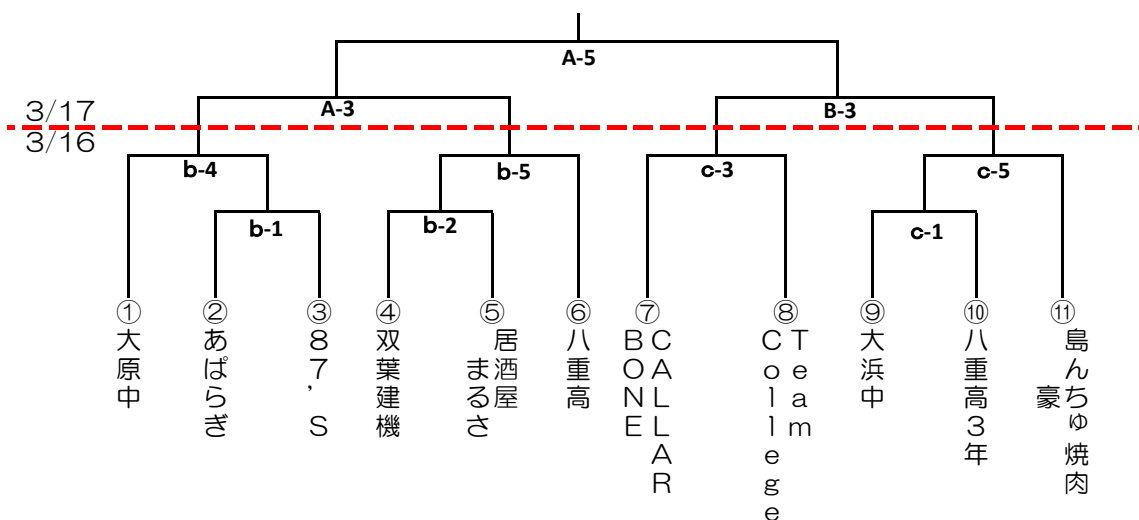 A-5
3/17
A-3
B-3
3/16
b-4
b-5
c-3
c-5
b-1
b-2
c-1
①大原中
②あぱらぎ
③87’S
④双葉建機
⑤居酒屋
まるさ
⑥八重高
⑦CALLAR
BONE
⑧Team
College
⑨大浜中
⑩八重高3年
⑪島んちゅ焼肉
豪